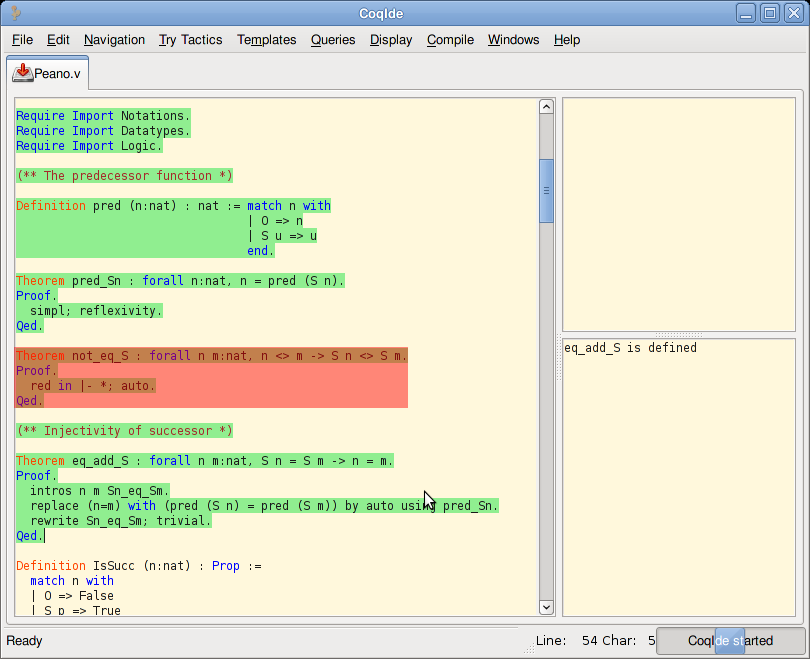 CoqIde
File Edit Navigation Try Tactics Templates Queries Display Compile Windows Help
Peano.v
Require Import Notations.
Require Import Datatypes.
Require Import Logic.
(** The predecessor function *)
Definition pred (n:nat) : nat := match n with
| O => n
| S u => u
end.
Theorem pred_Sn : forall n:nat, n = pred (S n).
Proof.
simpl; reflexivity.
Qed.
Theorem not_eq_S : forall n m:nat, n <> m -> S n <> S m.
Proof.
red in |- *; auto.
Qed.
(** Injectivity of successor *)
Theorem eq_add_S : forall n m:nat, S n = S m -> n = m.
Proof.
intros n m Sn_eq_Sm.
replace (n=m) with (pred (S n) = pred (S m)) by auto using pred_Sn.
rewrite Sn_eq_Sm; trivial.
Qed.
Definition IsSucc (n:nat) : Prop :=
match n with
| O => False
| S p => True
eq_add_S is defined
Ready
Line: 54 Char: 5
CoqIde started